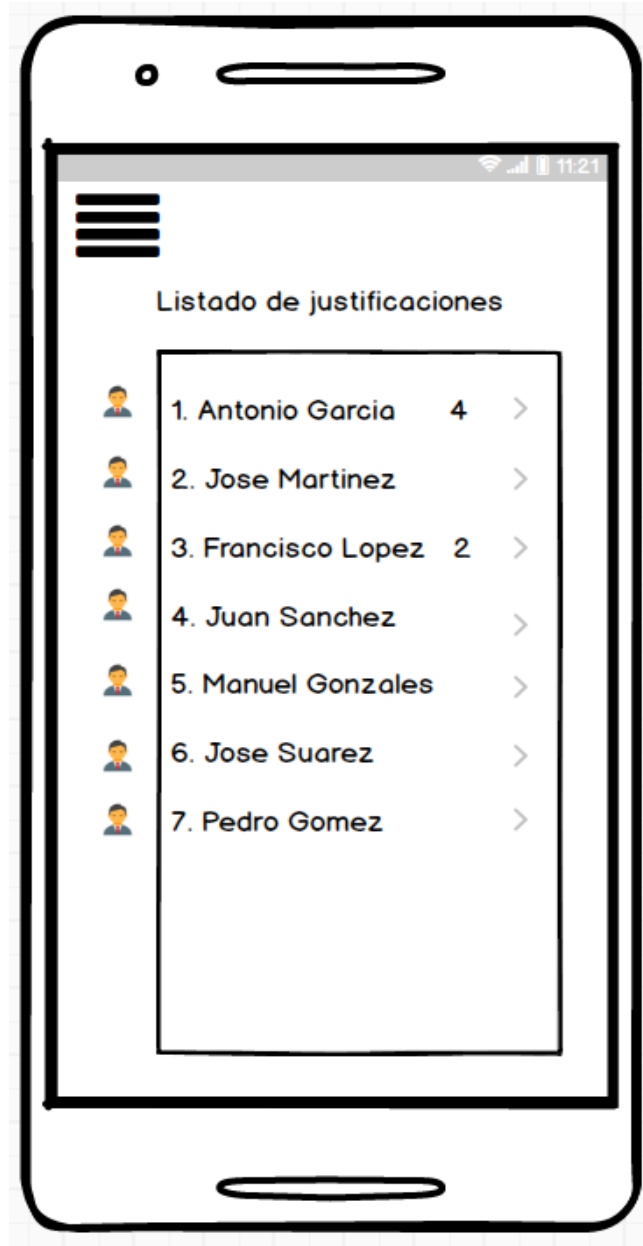 11:21
Listado de justificaciones
1. Antonio Garcia 4
2. Jose Martinez
3. Francisco Lopez 2
4. Juan Sanchez
5. Manuel Gonzales
6. Jose Suarez
7. Pedro Gomez